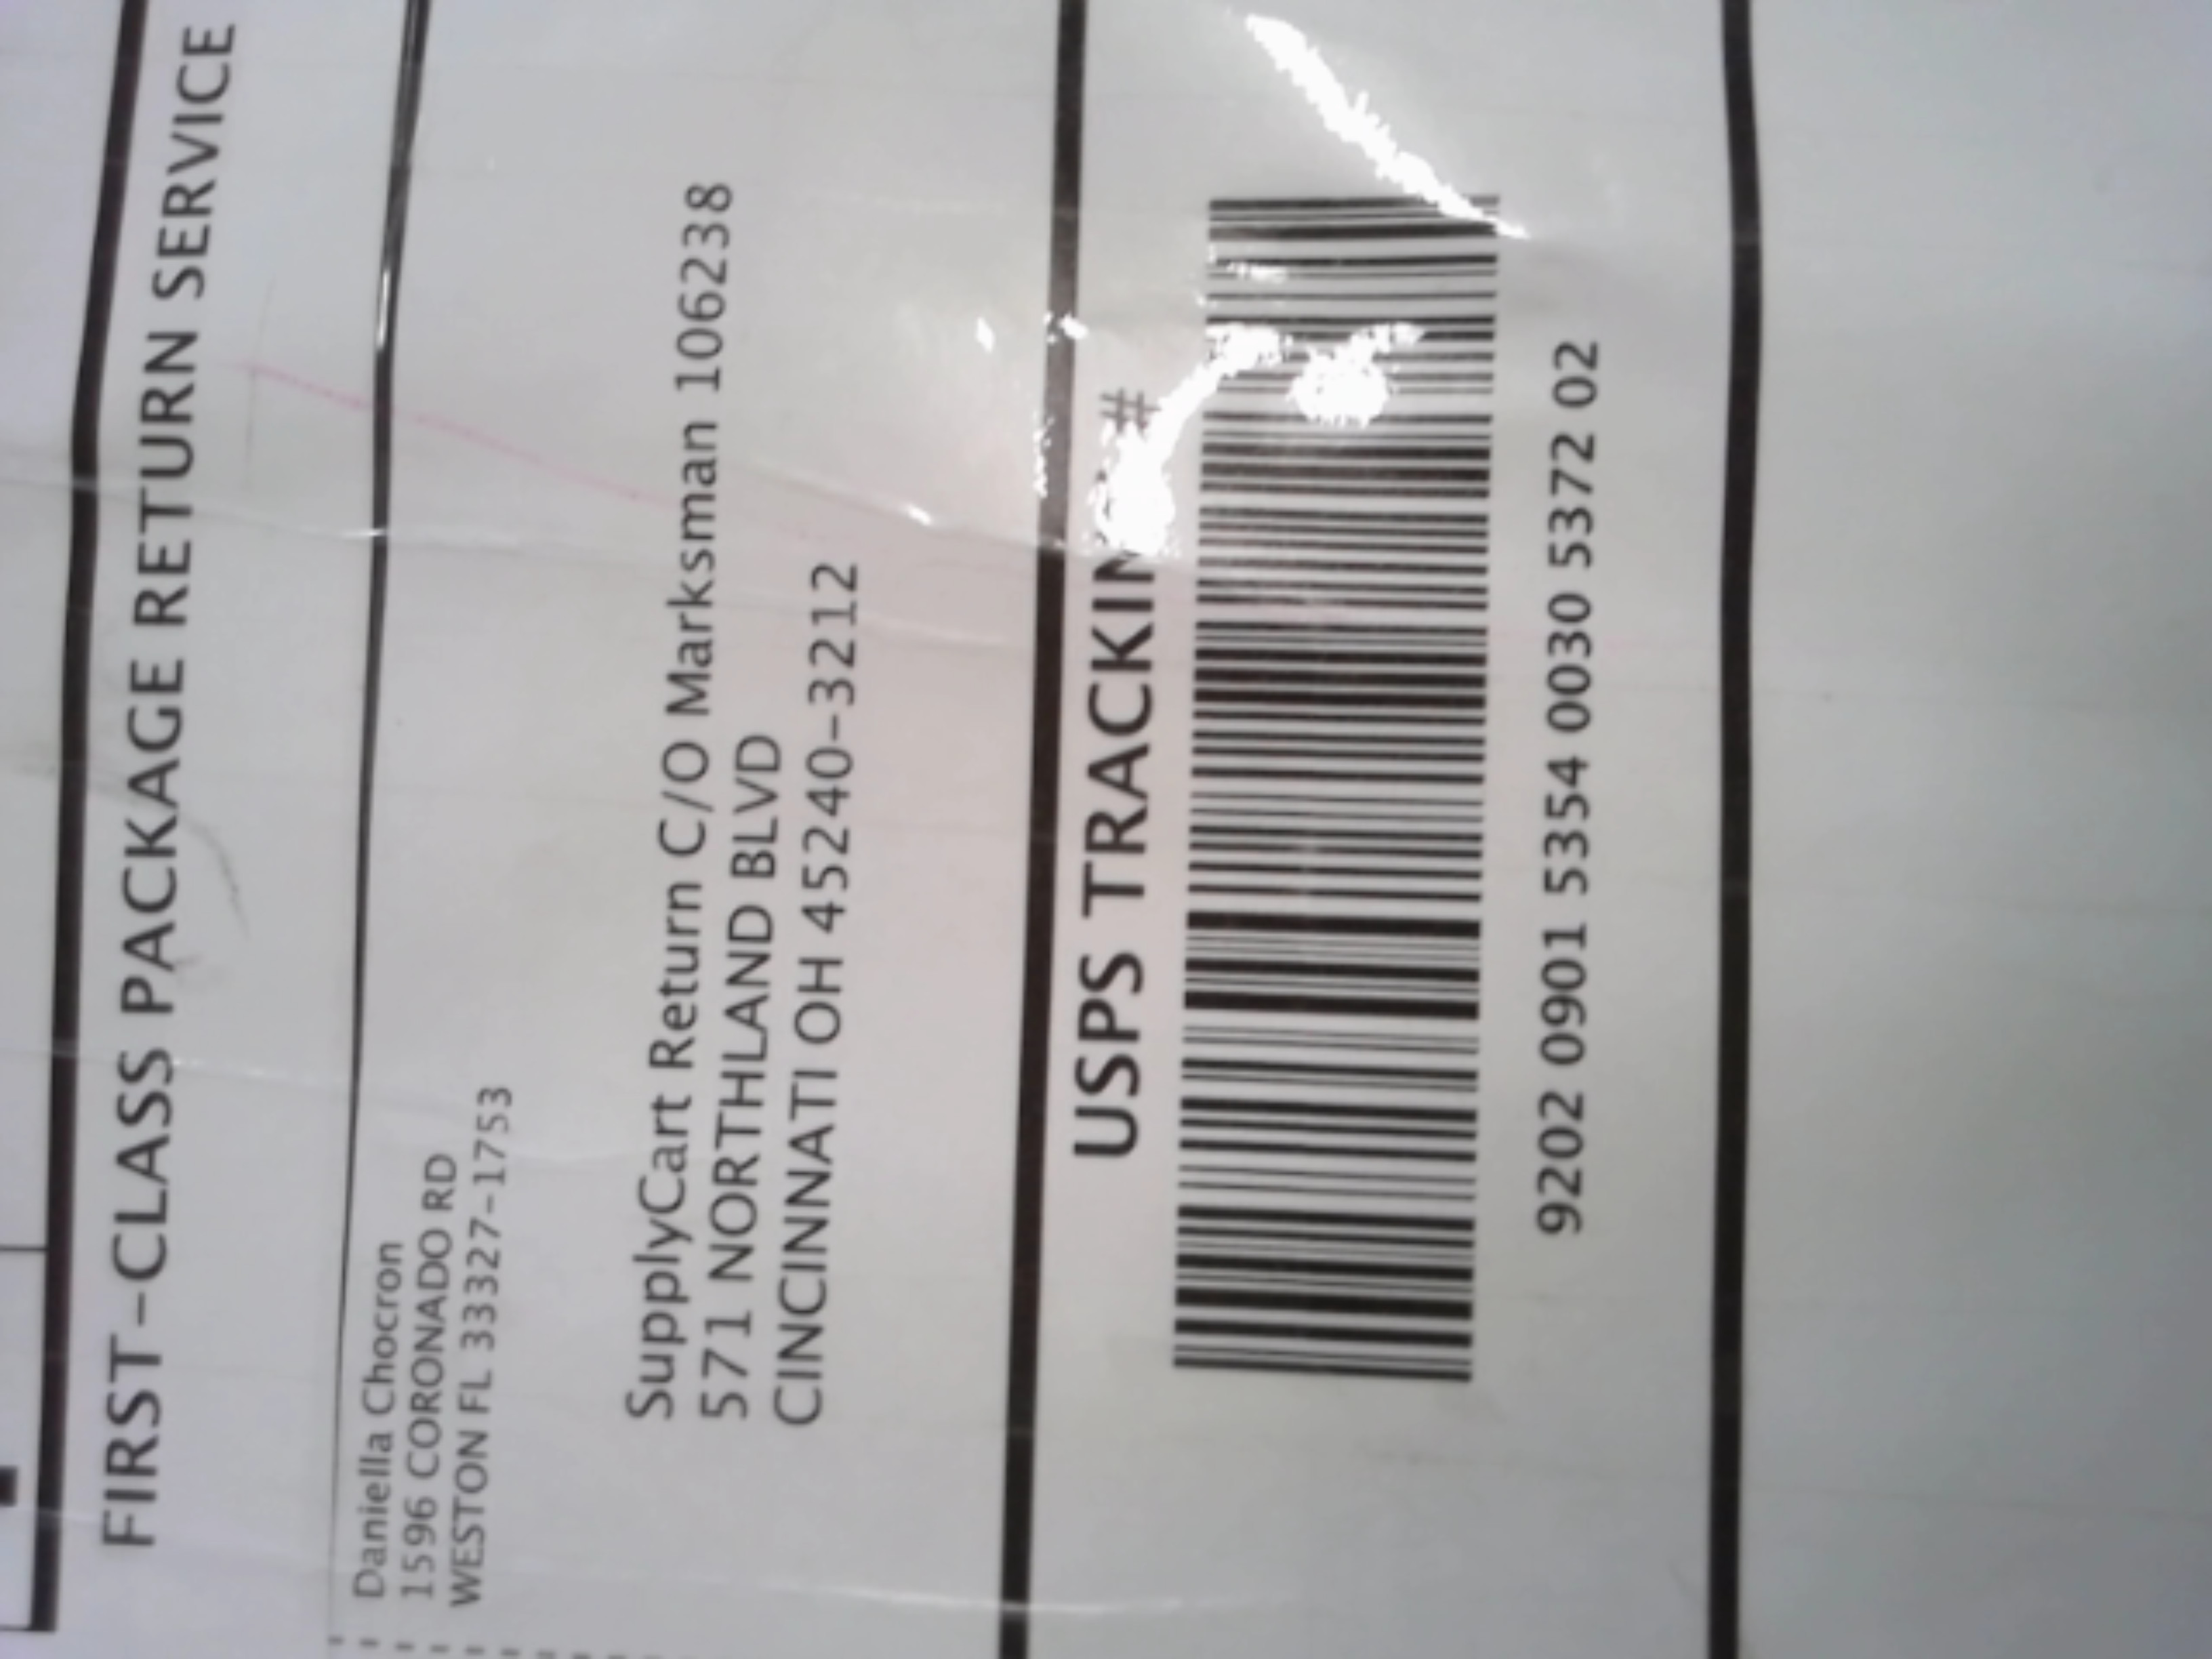 FIRST-CLASS PACKAGE RETURN SERVICE
Daniella Chocron
1596 CORONADO RD
WESTON FL 33327-1753
SupplyCart Return C/O Marksman 106238
571 NORTHLAND BLVD
CINCINNATI OH 45240-3212
USPS TRACKING #
9202 0901 5354 0030 5372 02